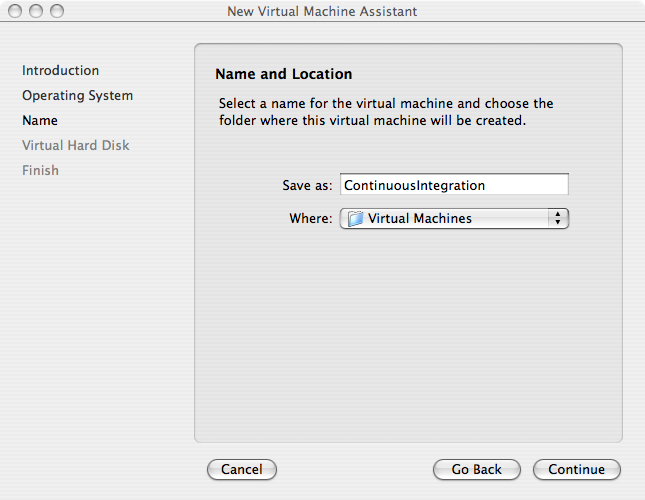 New Virtual Machine Assistant
Introduction
Operating System
Name
Virtual Hard Disk
Finish
Name and Location
Select a name for the virtual machine and choose the
folder where this virtual machine will be created.
Save as: ContinuousIntegration
Where: Virtual Machines
Cancel
Go Back
Continue